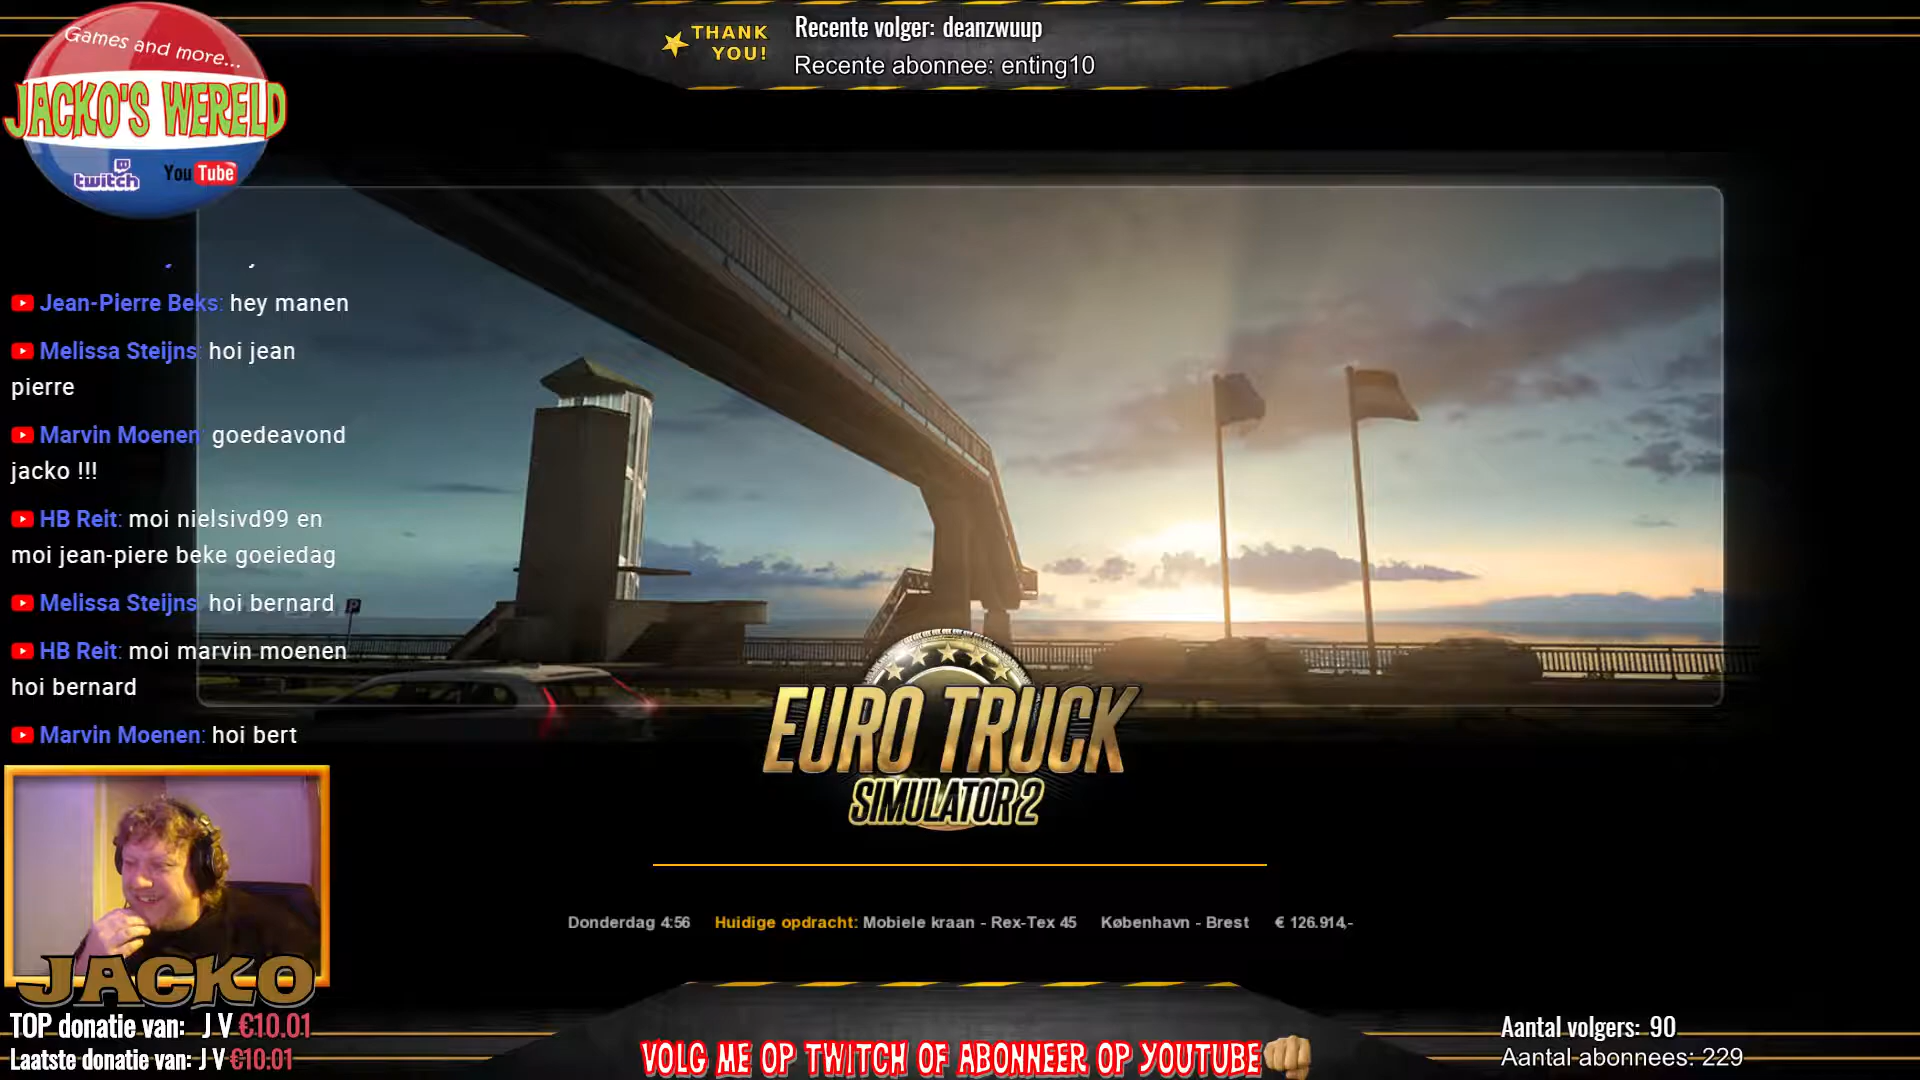 Games and more...
JACKO'S WERELD
twitch
YouTube
THANK YOU!
Recente volger: deanzwuup
Recente abonnee: enting10
Jean-Pierre Beks: hey manen
Melissa Steijns: hoi jean
pierre
Marvin Moenen: goedeavond
jacko !!!
HB Reit: moi nielsivd99 en
moi jean-piere beke goeiedag
Melissa Steijns: hoi bernard
HB Reit: moi marvin moenen
hoi bernard
Marvin Moenen: hoi bert
P
EURO TRUCK
SIMULATOR 2
Donderdag 4:56 Huidige opdracht: Mobiele kraan - Rex-Tex 45 København - Brest € 126.914,-
JACKO
TOP donatie van: J V €10.01
Laatste donatie van: J V €10.01
VOLG ME OP TWITCH OF ABONNEER OP YOUTUBE
Aantal volgers: 90
Aantal abonnees: 229